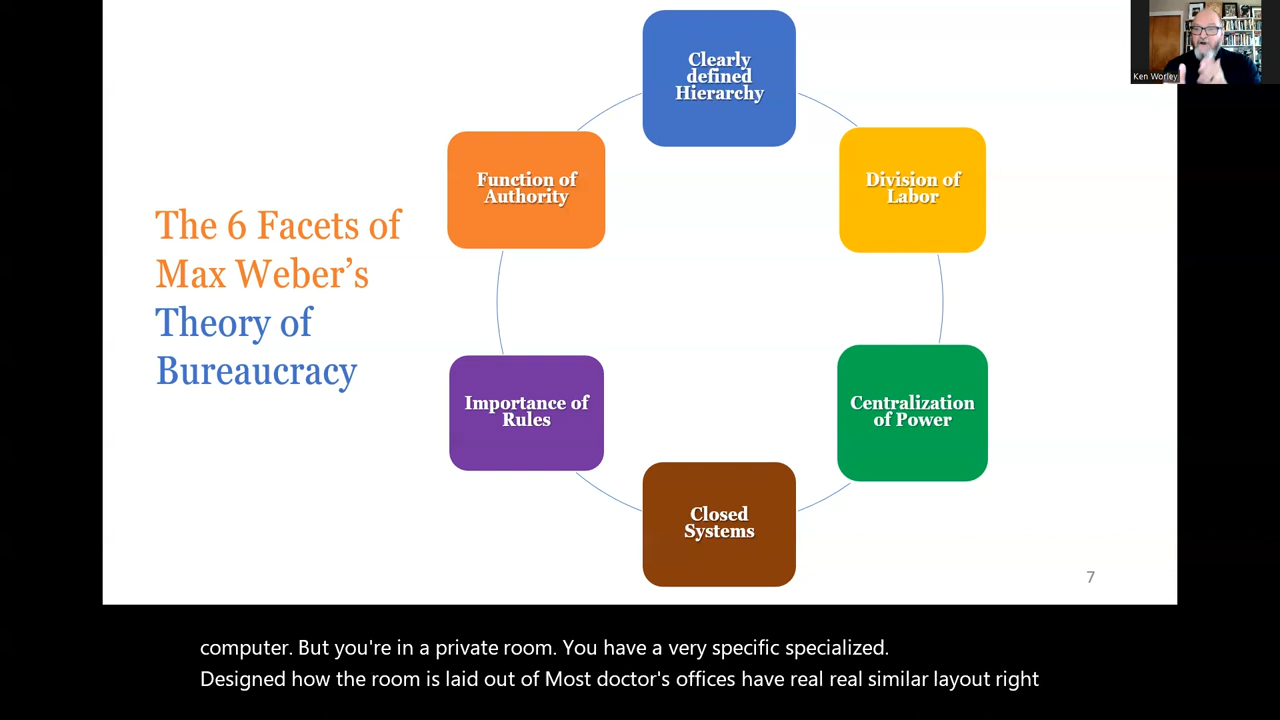 Clearly
defined
Hierarchy
Function of
Authority
Division of
Labor
The 6 Facets of
Max Weber’s
Theory of
Bureaucracy
Importance of
Rules
Centralization
of Power
Closed
Systems
7
Ken Worley
computer. But you're in a private room. You have a very specific specialized.
Designed how the room is laid out of Most doctor's offices have real real similar layout right